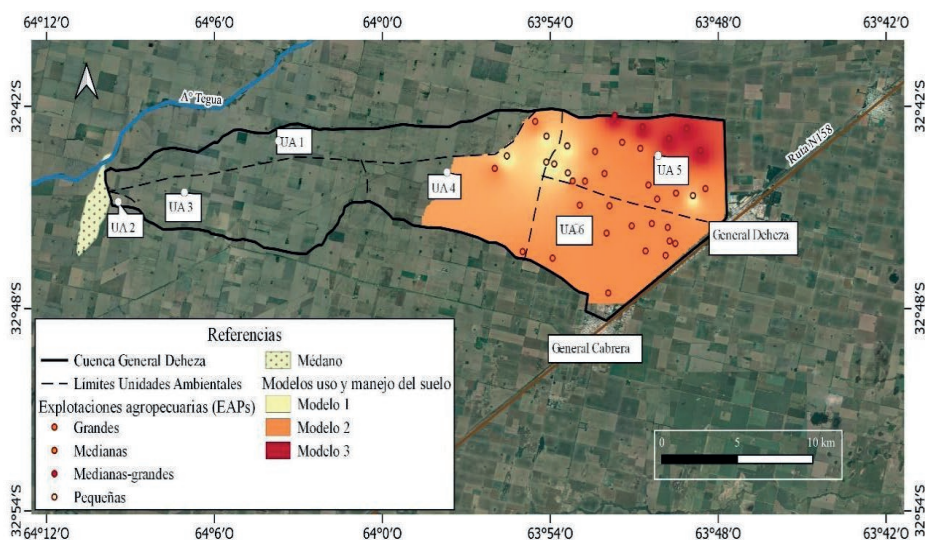 64°12'O 64°6'O 64°0'O 63°54'O 63°48'O 63°42'O
32°42'S
32°42'S
A° Tegua
Ruta N158
UA 1
UA 5
UA 4
UA 3
UA 2
UA 6
General Deheza
General Cabrera
32°48'S
32°48'S
Referencias
Cuenca General Deheza
Límites Unidades Ambientales
Explotaciones agropecuarias (EAPs)
Grandes
Medianas
Medianas-grandes
Pequeñas
Médano
Modelos uso y manejo del suelo
Modelo 1
Modelo 2
Modelo 3
0 5 10 km
32°54'S
32°54'S
64°12'O 64°6'O 64°0'O 63°54'O 63°48'O 63°42'O